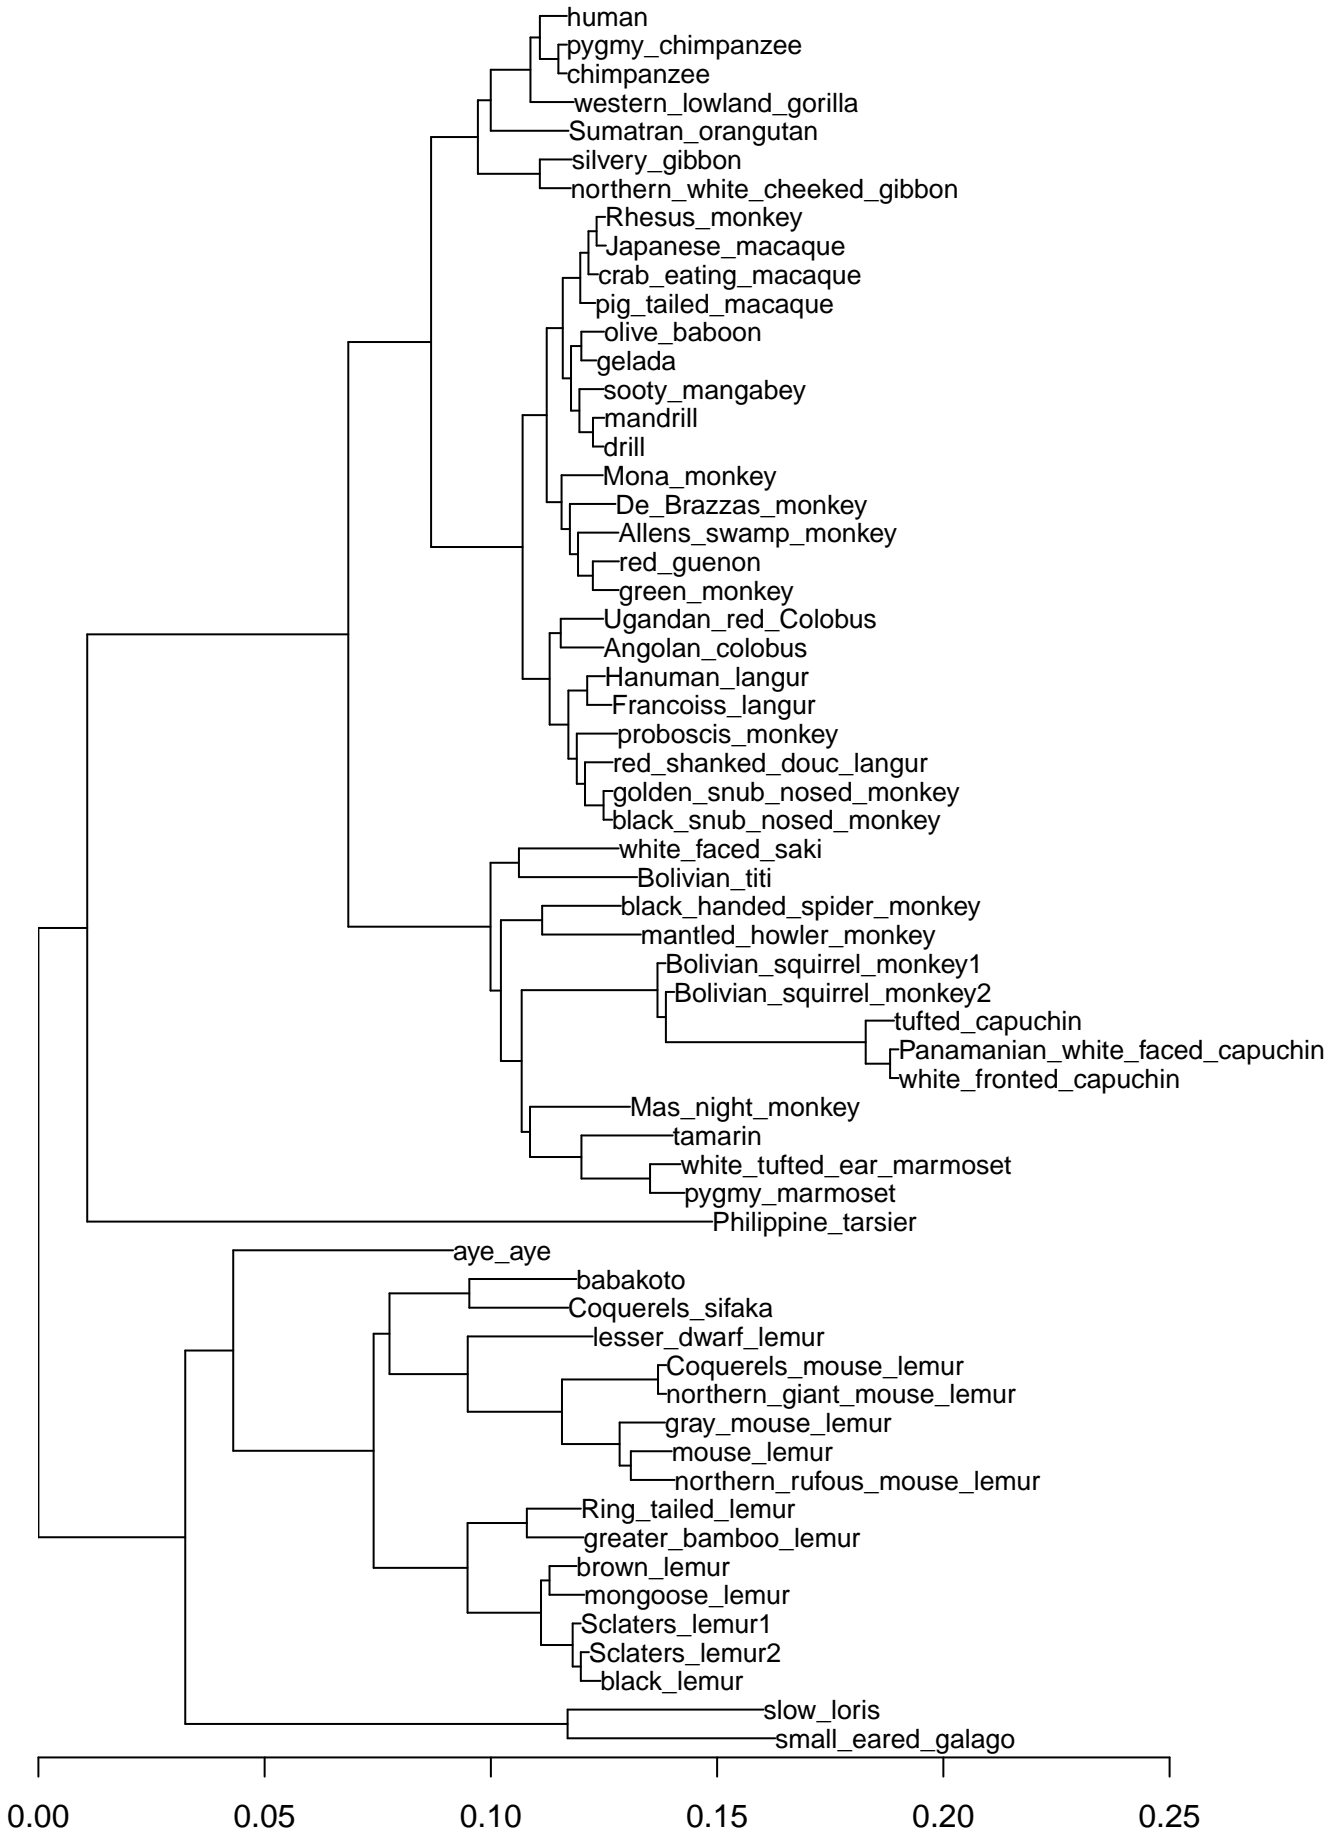 human
pygmy_chimpanzee
chimpanzee
western_lowland_gorilla
Sumatran_orangutan
silvery_gibbon
northern_white_cheeked_gibbon
Rhesus_monkey
Japanese_macaque
crab_eating_macaque
pig_tailed_macaque
olive_baboon
gelada
sooty_mangabey
mandrill
drill
Mona_monkey
De_Brazzas_monkey
Allens_swamp_monkey
red_guenon
green_monkey
Ugandan_red_Colobus
Angolan_colobus
Hanuman_langur
Francoiss_langur
proboscis_monkey
red_shanked_douc_langur
golden_snub_nosed_monkey
black_snub_nosed_monkey
white_faced_saki
Bolivian_titi
black_handed_spider_monkey
mantled_howler_monkey
Bolivian_squirrel_monkey1
Bolivian_squirrel_monkey2
tufted_capuchin
Panamanian_white_faced_capuchin
white_fronted_capuchin
Mas_night_monkey
tamarin
white_tufted_ear_marmoset
pygmy_marmoset
Philippine_tarsier
aye_aye
babakoto
Coquerels_sifaka
lesser_dwarf_lemur
Coquerels_mouse_lemur
northern_giant_mouse_lemur
gray_mouse_lemur
mouse_lemur
northern_rufous_mouse_lemur
Ring_tailed_lemur
greater_bamboo_lemur
brown_lemur
mongoose_lemur
Sclaters_lemur1
Sclaters_lemur2
black_lemur
slow_loris
small_eared_galago
0.00 0.05 0.10 0.15 0.20 0.25